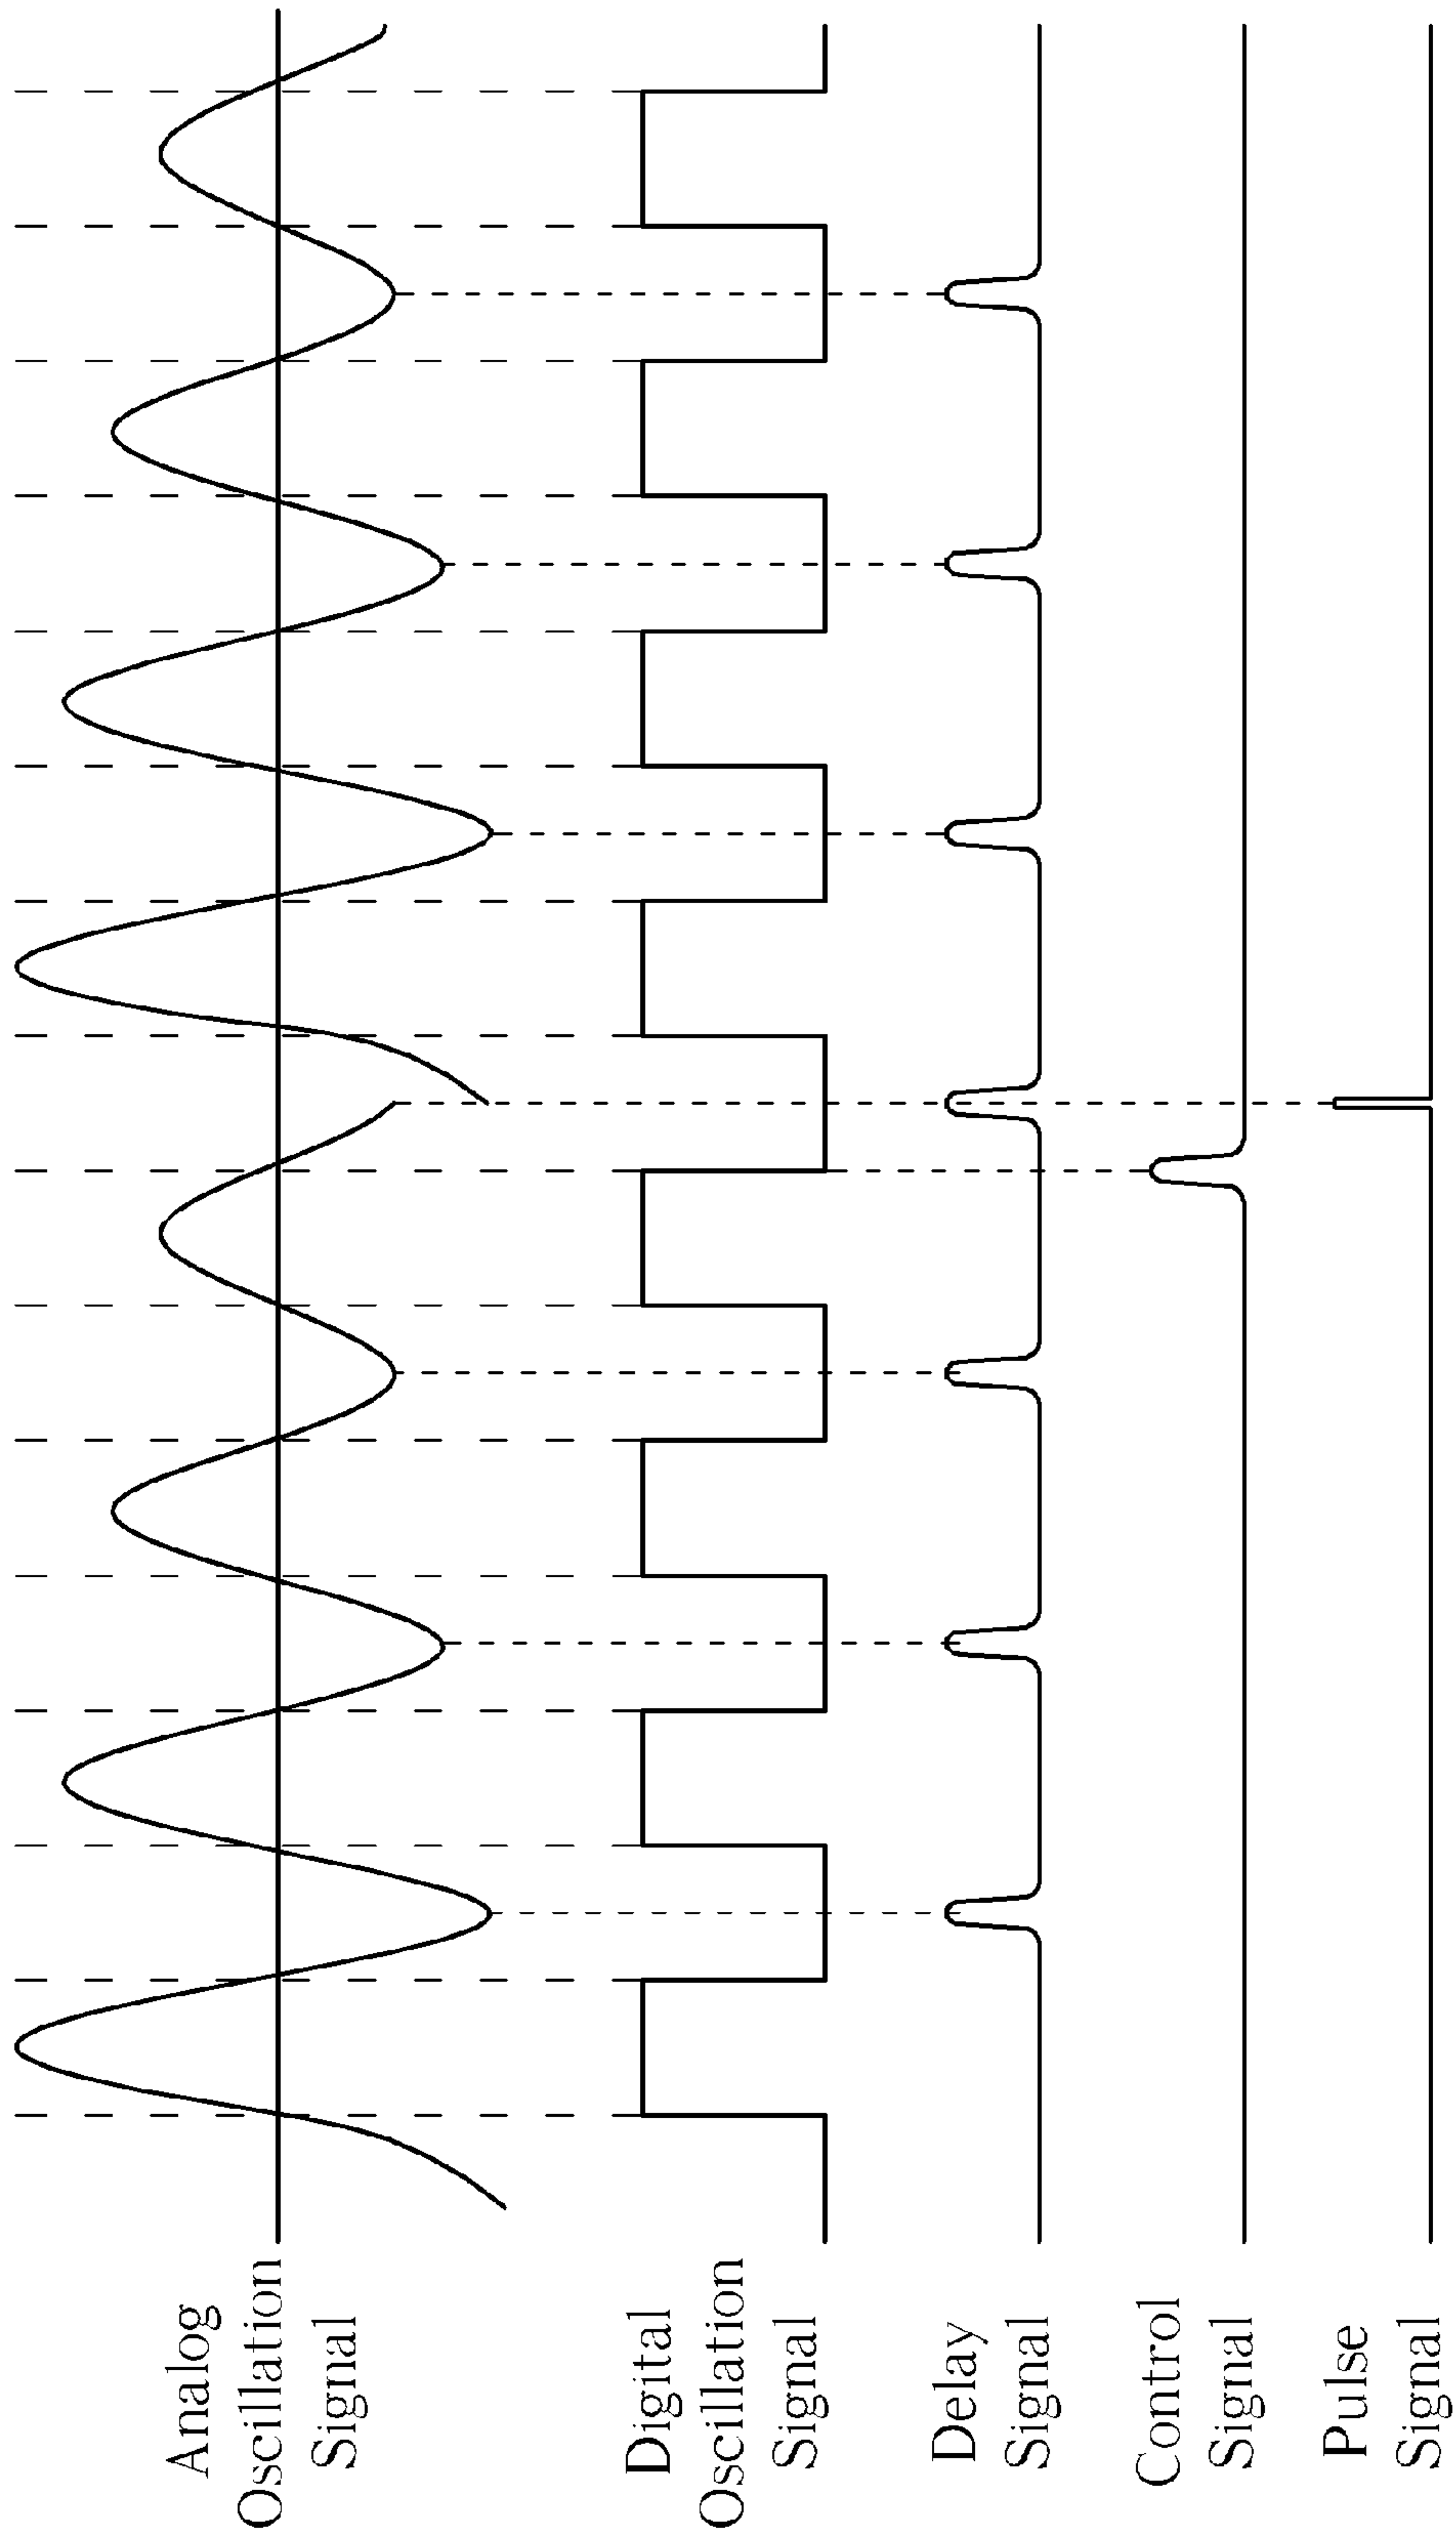 Analog
Oscillation
Signal
Digital
Oscillation
Signal
Delay
Signal
Control
Signal
Pulse
Signal